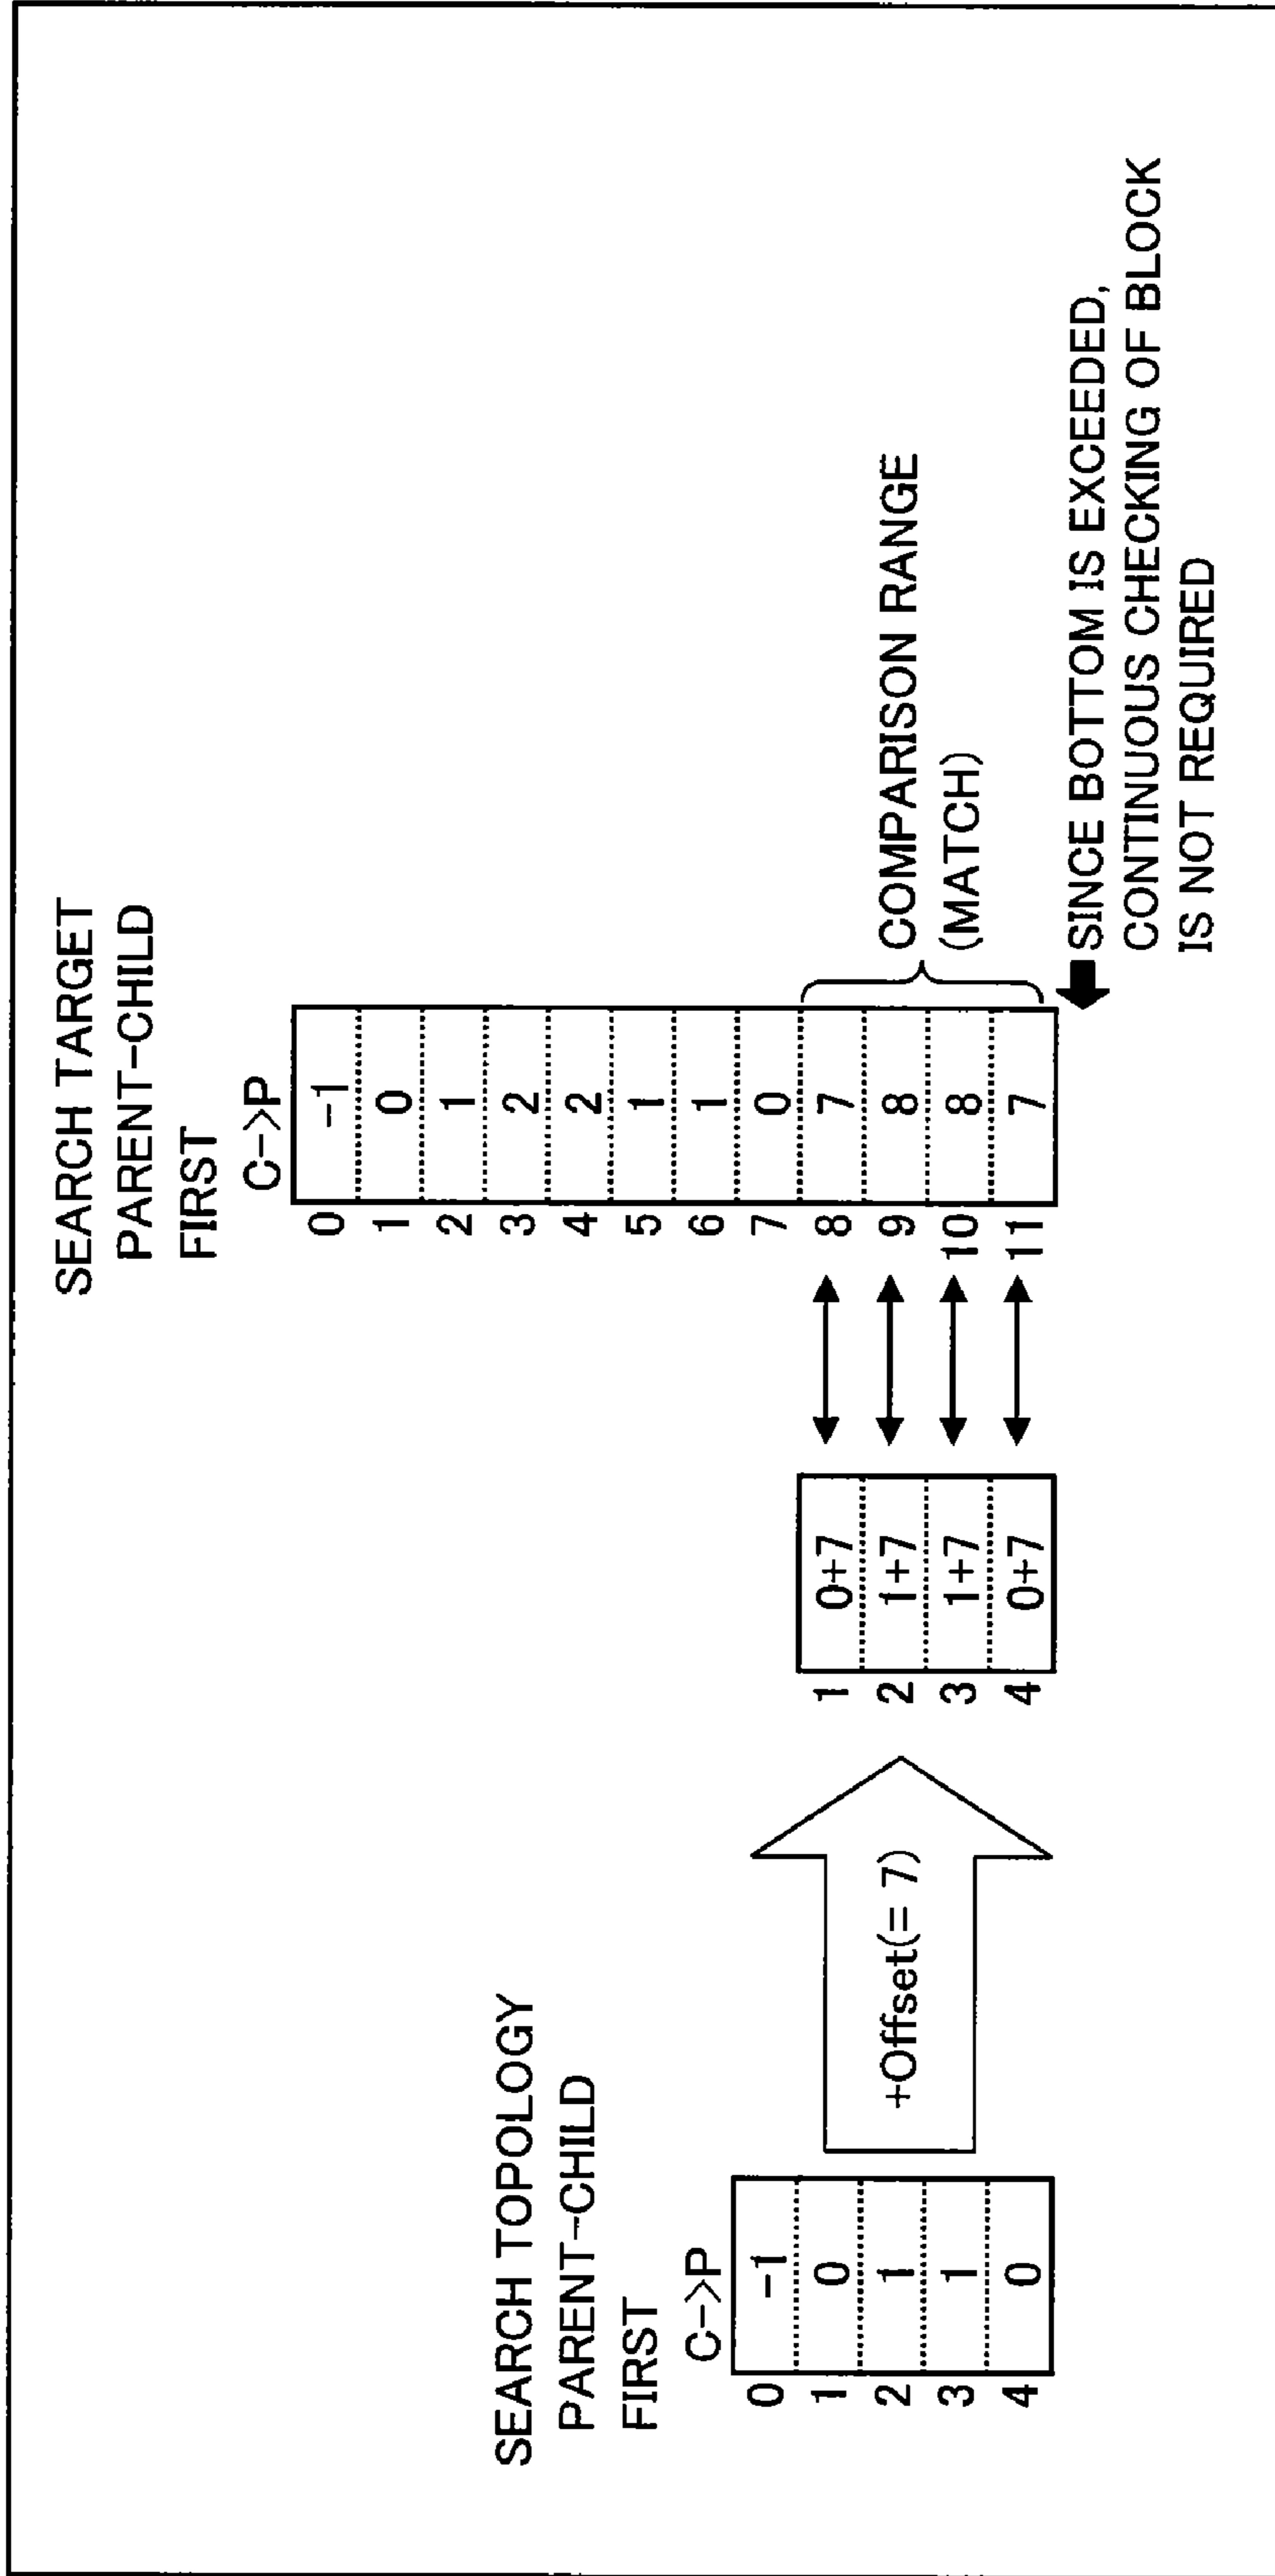 SEARCH TOPOLOGY
PARENT-CHILD
FIRST
C->P
0 -1
1 0
2 1
3 1
4 0
+Offset(= 7)
1 0+7
2 1+7
3 1+7
4 0+7
SEARCH TARGET
PARENT-CHILD
FIRST
C->P
0 -1
1 0
2 1
3 2
4 2
5 1
6 1
7 0
8 7
9 8
10 8
11 7
COMPARISON RANGE
(MATCH)
SINCE BOTTOM IS EXCEEDED,
CONTINUOUS CHECKING OF BLOCK
IS NOT REQUIRED